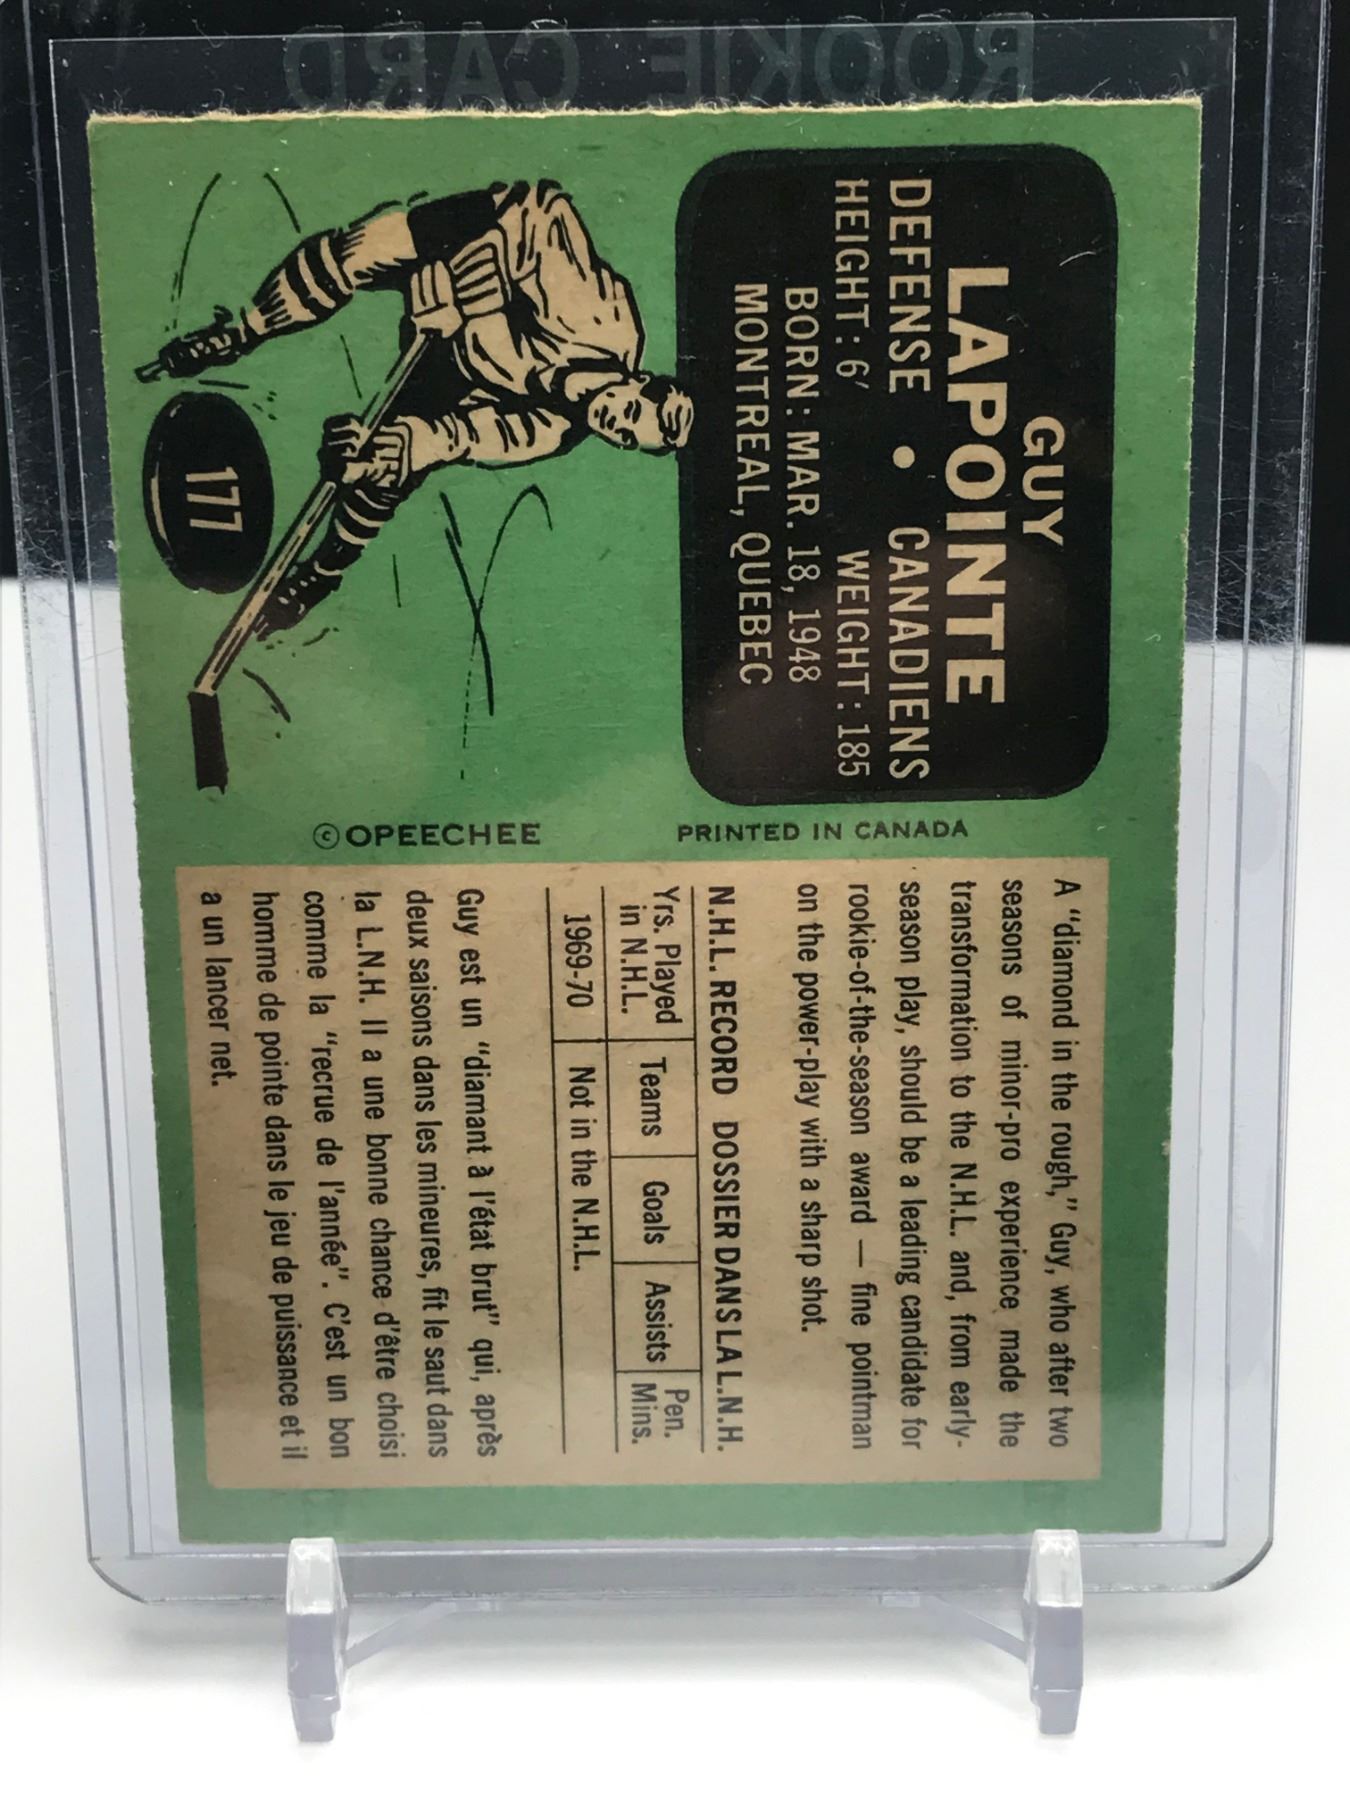 ROOKIE CARD
GUY
LAPOINTE
DEFENSE • CANADIENS
HEIGHT: 6' WEIGHT: 185
BORN: MAR. 18, 1948
MONTREAL, QUEBEC
177
PRINTED IN CANADA
© OPEECHEE
A "diamond in the rough," Guy, who after two
seasons of minor-pro experience made the
transformation to the N.H.L. and, from early-
season play, should be a leading candidate for
rookie-of-the-season award — fine pointman
on the power-play with a sharp shot.
N.H.L. RECORD DOSSIER DANS LA L.N.H.
Yrs. Played in N.H.L. Teams Goals Assists Pen. Mins.
1969-70 Not in the N.H.L.
Guy est un "diamant à l'état brut" qui, après
deux saisons dans les mineures, fit le saut dans
la L.N.H. Il a une bonne chance d'être choisi
comme la "recrue de l'année". C'est un bon
homme de pointe dans le jeu de puissance et il
a un lancer net.